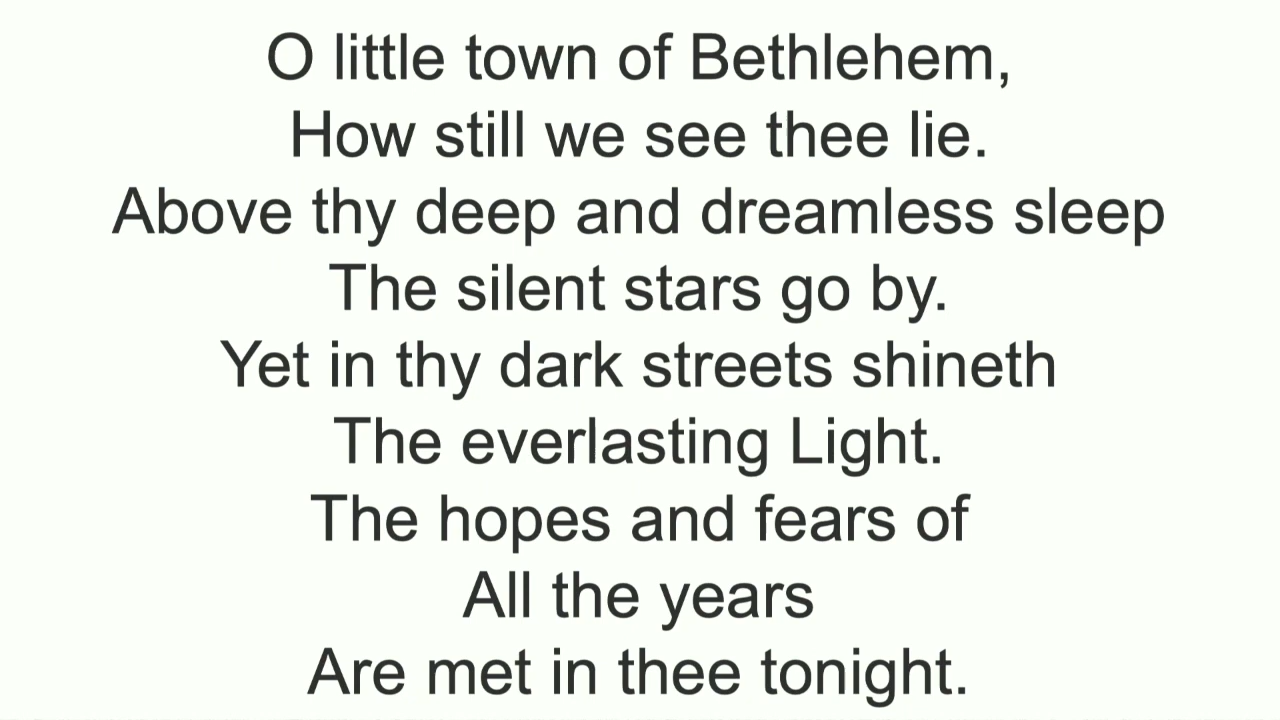 O little town of Bethlehem,
How still we see thee lie.
Above thy deep and dreamless sleep
The silent stars go by.
Yet in thy dark streets shineth
The everlasting Light.
The hopes and fears of
All the years
Are met in thee tonight.